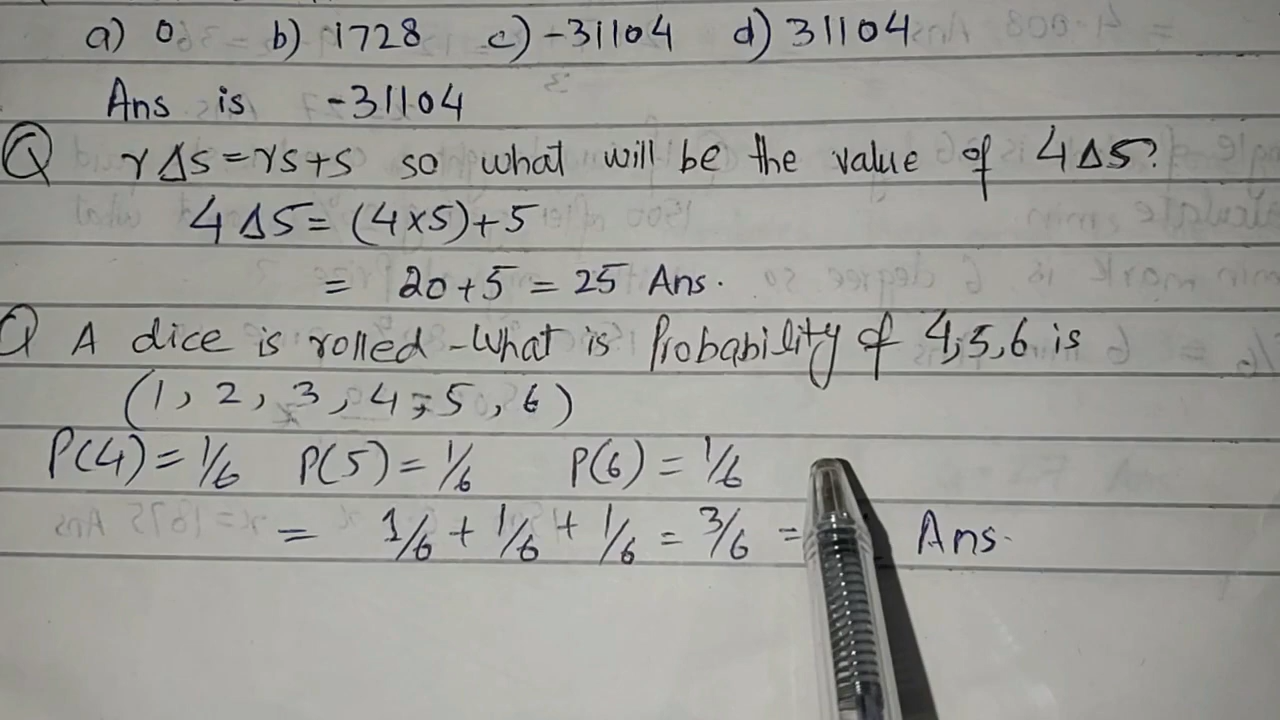 a) 0 b) 1728 c) -31104 d) 31104
Ans is -31104
Q r∆s=rs+s so what will be the value of 4∆5?
4∆5=(4×5)+5
= 20+5=25 Ans.
Q A dice is rolled-What is Probability of 4,5,6 is
(1, 2, 3, 4, 5, 6)
P(4)=1/6 P(5)=1/6 P(6)=1/6
= 1/6+1/6+1/6=3/6= Ans.